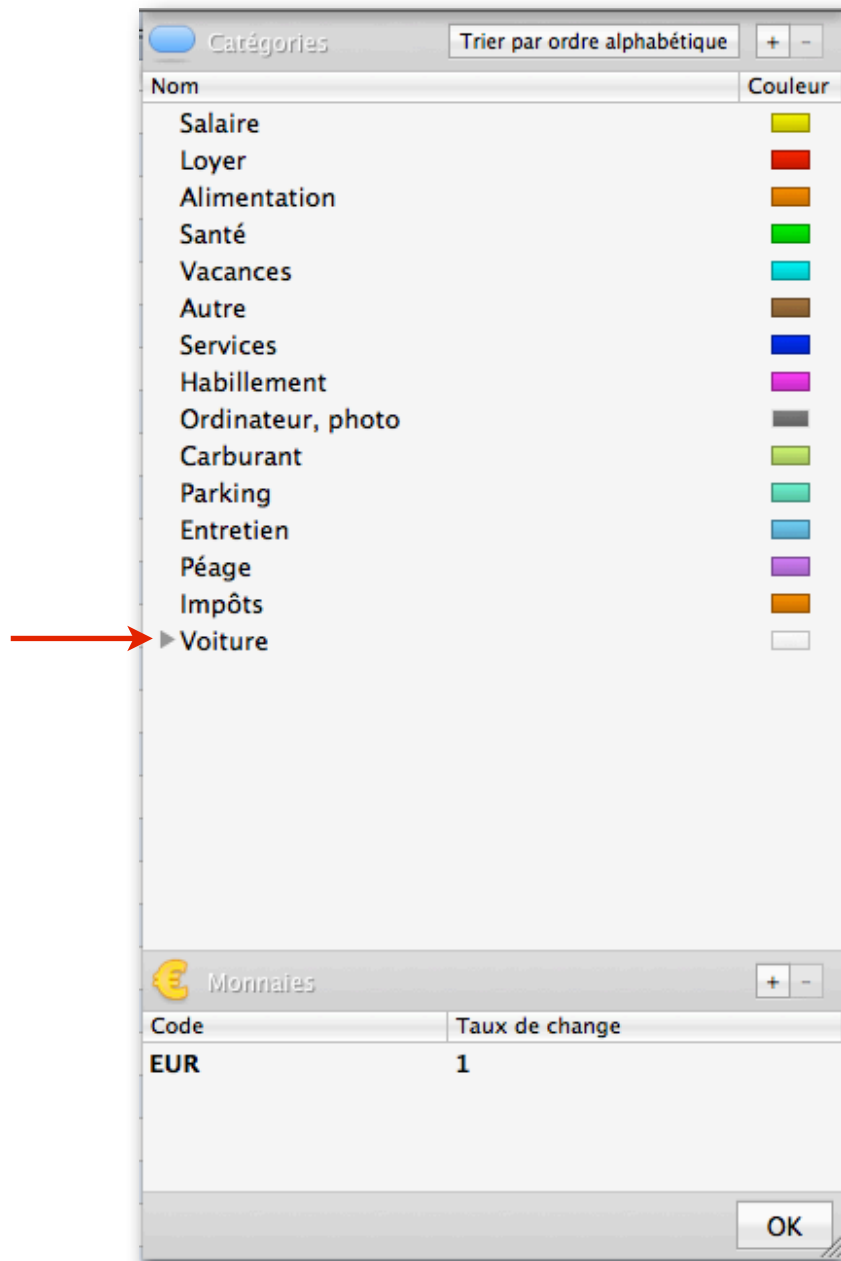 Catégories Trier par ordre alphabétique + -
Nom Couleur
Salaire
Loyer
Alimentation
Santé
Vacances
Autre
Services
Habillement
Ordinateur, photo
Carburant
Parking
Entretien
Péage
Impôts
Voiture
€ Monnaies + -
Code Taux de change
EUR 1
OK